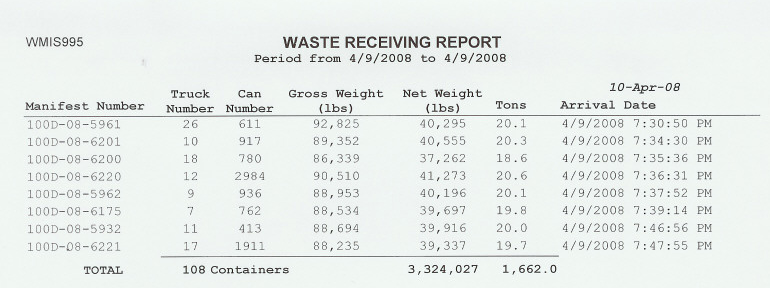 WMIS995
WASTE RECEIVING REPORT
Period from 4/9/2008 to 4/9/2008
10-Apr-08
Manifest Number Truck Number Can Number Gross Weight (lbs) Net Weight (lbs) Tons Arrival Date
100D-08-5961 26 611 92,825 40,295 20.1 4/9/2008 7:30:50 PM
100D-08-6201 10 917 89,352 40,555 20.3 4/9/2008 7:34:30 PM
100D-08-6200 18 780 86,339 37,262 18.6 4/9/2008 7:35:36 PM
100D-08-6220 12 2984 90,510 41,273 20.6 4/9/2008 7:36:31 PM
100D-08-5962 9 936 88,953 40,196 20.1 4/9/2008 7:37:52 PM
100D-08-6175 7 762 88,534 39,697 19.8 4/9/2008 7:39:14 PM
100D-08-5932 11 413 88,694 39,916 20.0 4/9/2008 7:46:56 PM
100D-08-6221 17 1911 88,235 39,337 19.7 4/9/2008 7:47:55 PM
TOTAL 108 Containers 3,324,027 1,662.0